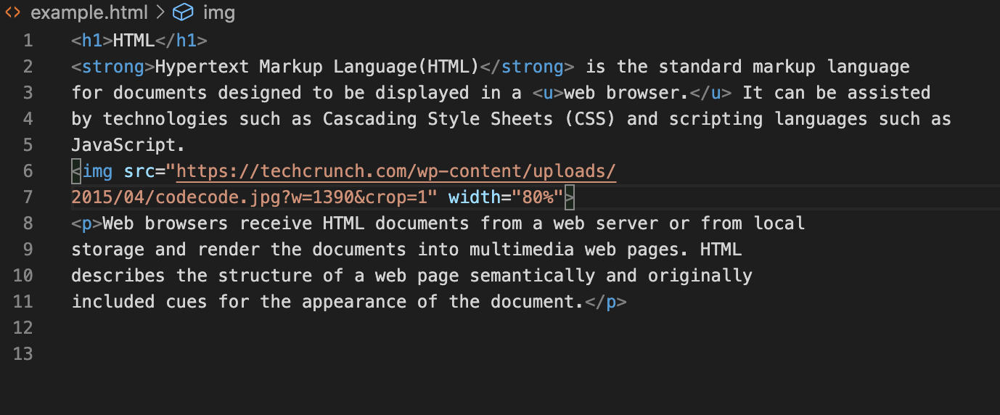 <> example.html > img
1 <h1>HTML</h1>
2 <strong>Hypertext Markup Language(HTML)</strong> is the standard markup language
3 for documents designed to be displayed in a <u>web browser.</u> It can be assisted
4 by technologies such as Cascading Style Sheets (CSS) and scripting languages such as
5 JavaScript.
6 <img src="https://techcrunch.com/wp-content/uploads/
7 2015/04/codecode.jpg?w=1390&crop=1" width="80%">
8 <p>Web browsers receive HTML documents from a web server or from local
9 storage and render the documents into multimedia web pages. HTML
10 describes the structure of a web page semantically and originally
11 included cues for the appearance of the document.</p>
12
13